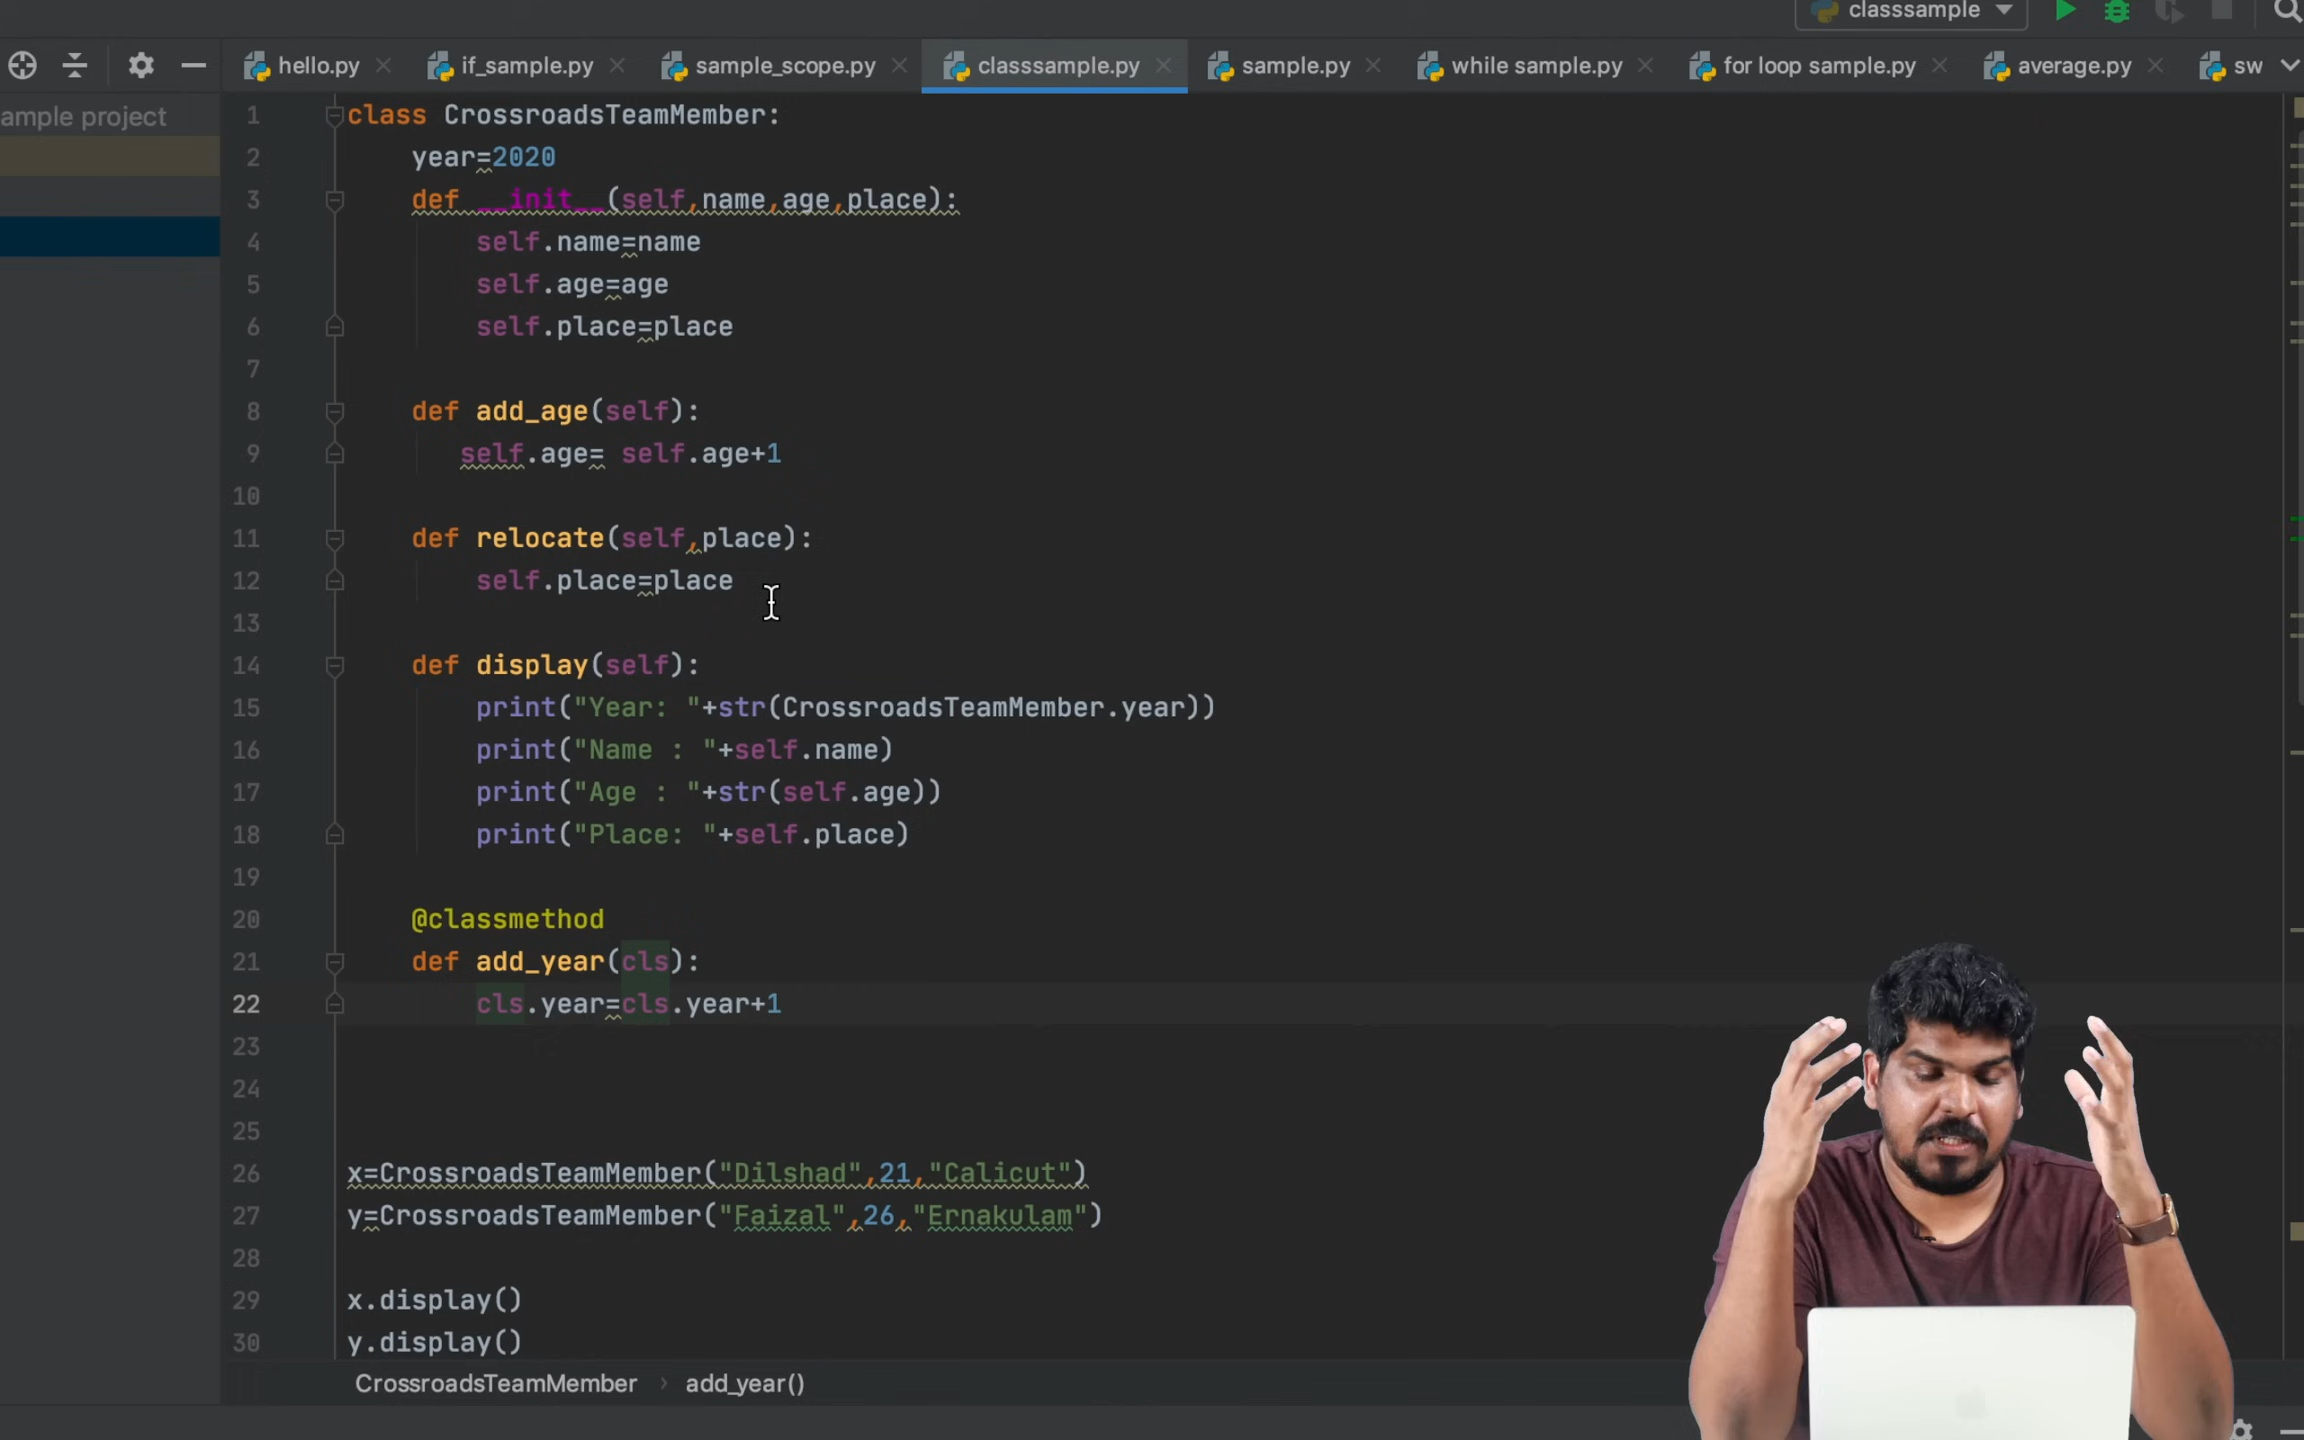 classsample
hello.py
if_sample.py
sample_scope.py
classsample.py
sample.py
while sample.py
for loop sample.py
average.py
sw
ample project
1 class CrossroadsTeamMember:
2 year=2020
3 def __init__(self,name,age,place):
4 self.name=name
5 self.age=age
6 self.place=place
7
8 def add_age(self):
9 self.age= self.age+1
10
11 def relocate(self,place):
12 self.place=place
13
14 def display(self):
15 print("Year: "+str(CrossroadsTeamMember.year))
16 print("Name : "+self.name)
17 print("Age : "+str(self.age))
18 print("Place: "+self.place)
19
20 @classmethod
21 def add_year(cls):
22 cls.year=cls.year+1
23
24
25
26 x=CrossroadsTeamMember("Dilshad",21,"Calicut")
27 y=CrossroadsTeamMember("Faizal",26,"Ernakulam")
28
29 x.display()
30 y.display()
CrossroadsTeamMember › add_year()